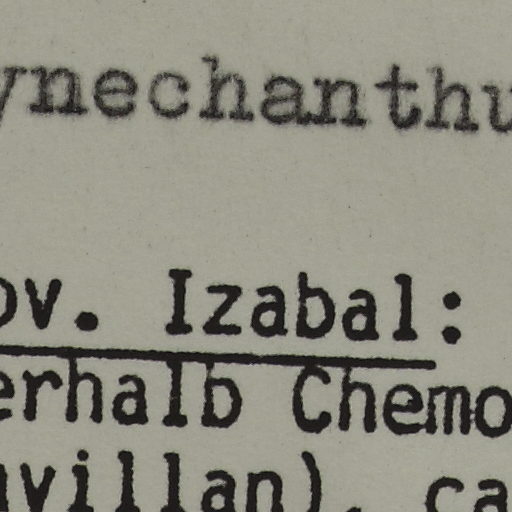 ynechanthu
ov. Izabal:
erhalb Chemo
avillan), ca